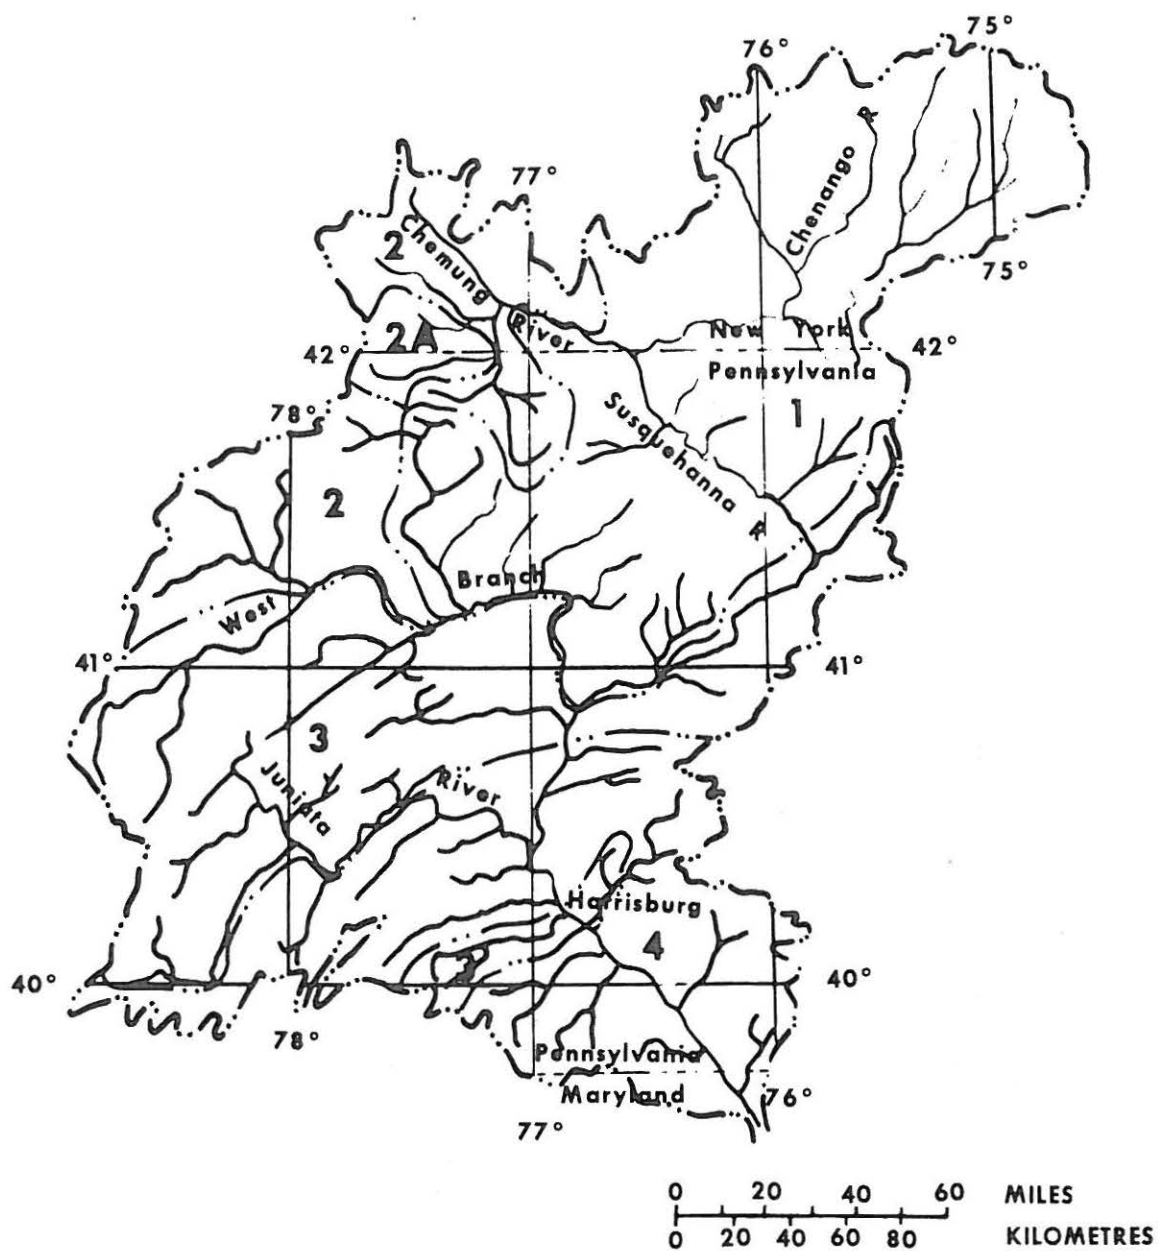 75°
76°
Chenango R
77°
2
Chemung
River
75°
2A
New York
42°
42°
Pennsylvania
78°
Susquehanna R
1
2
Branch
West
41°
41°
3
Juniata
River
Harrisburg
4
3
40°
40°
78°
Pennsylvania
Maryland
76°
77°
0 20 40 60 MILES
0 20 40 60 80 KILOMETRES